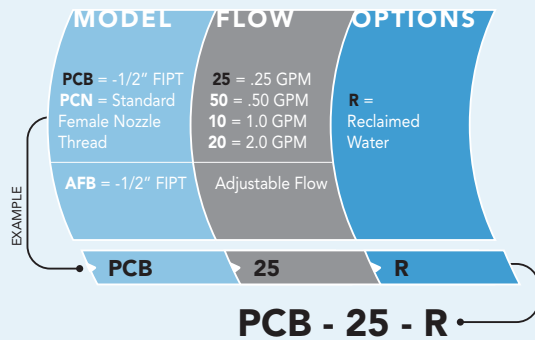 MODEL
PCB = -1/2” FIPT
PCN = Standard
Female Nozzle
Thread
AFB = -1/2” FIPT
FLOW
25 = .25 GPM
50 = .50 GPM
10 = 1.0 GPM
20 = 2.0 GPM
Adjustable Flow
OPTIONS
R =
Reclaimed
Water
EXAMPLE
PCB
25
R
PCB - 25 - R